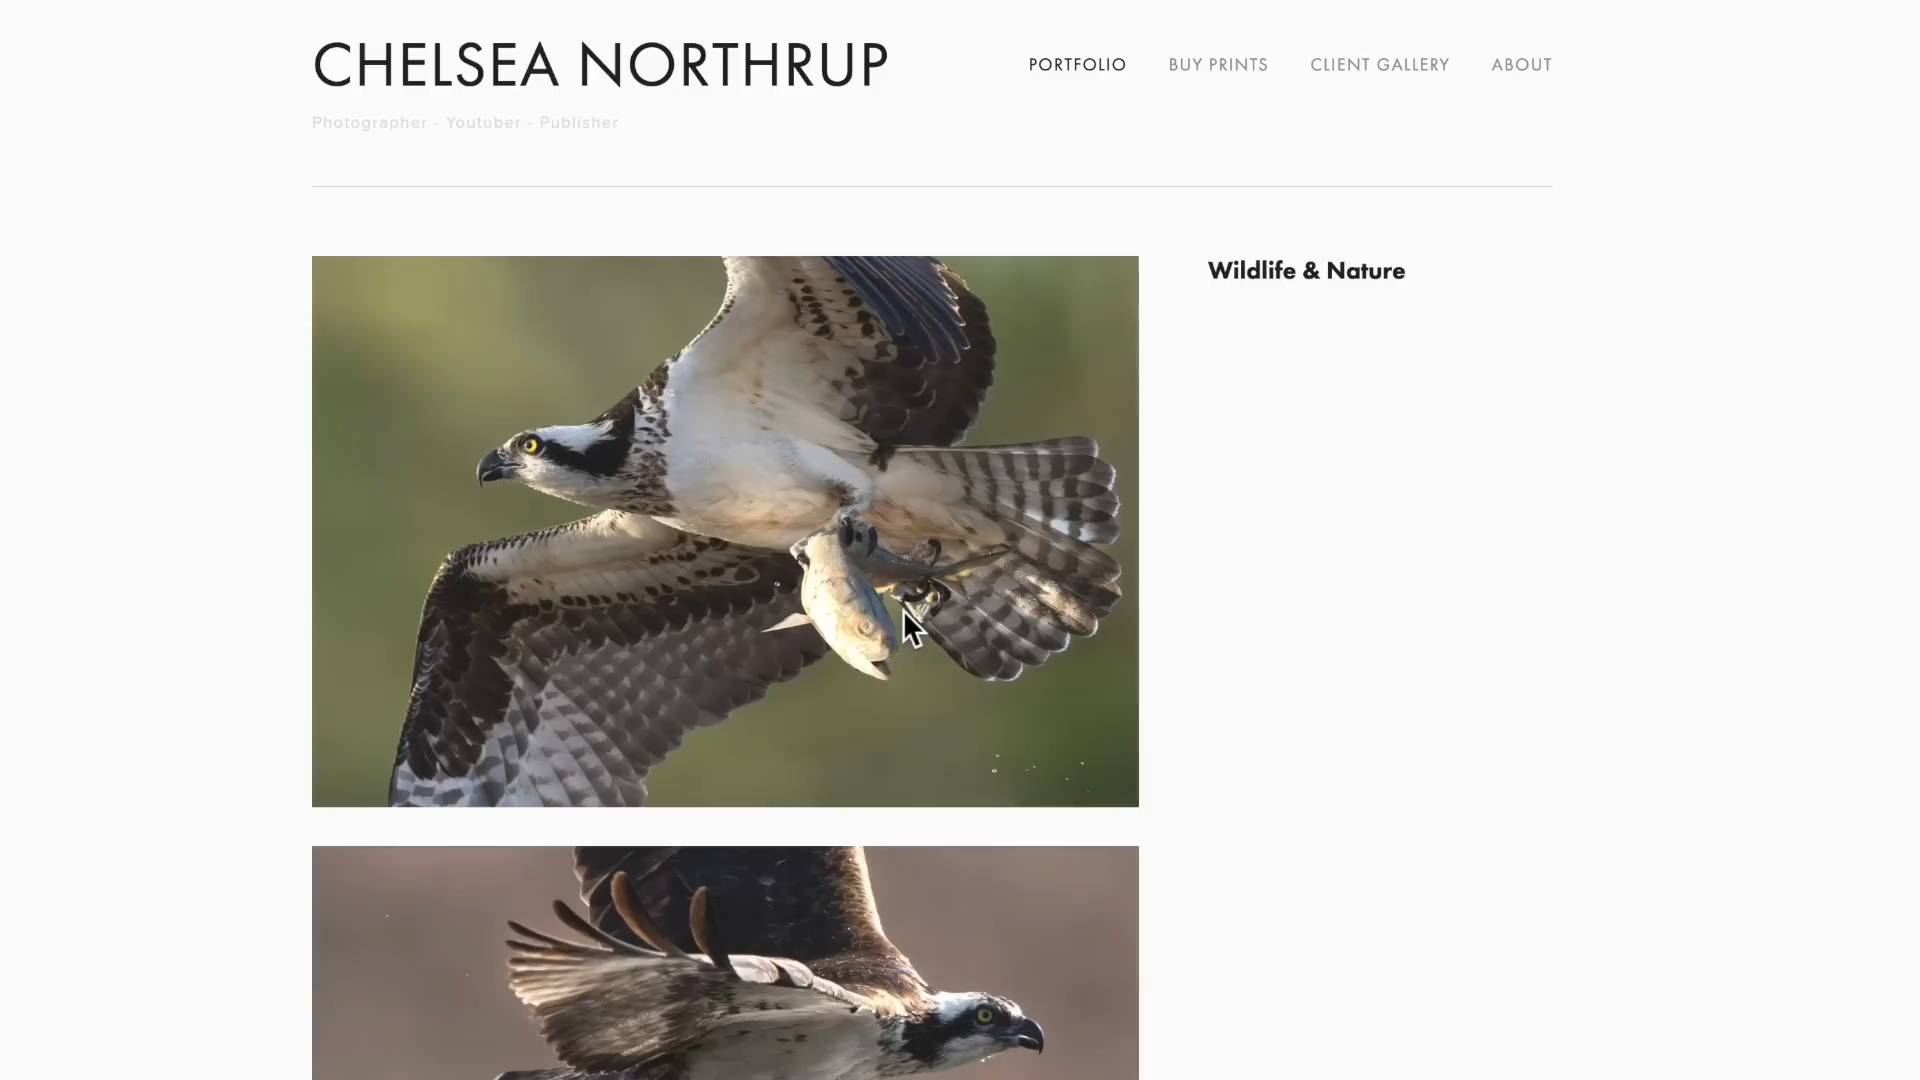 CHELSEA NORTHRUP
PORTFOLIO
BUY PRINTS
CLIENT GALLERY
ABOUT
Photographer - Youtuber - Publisher
Wildlife & Nature